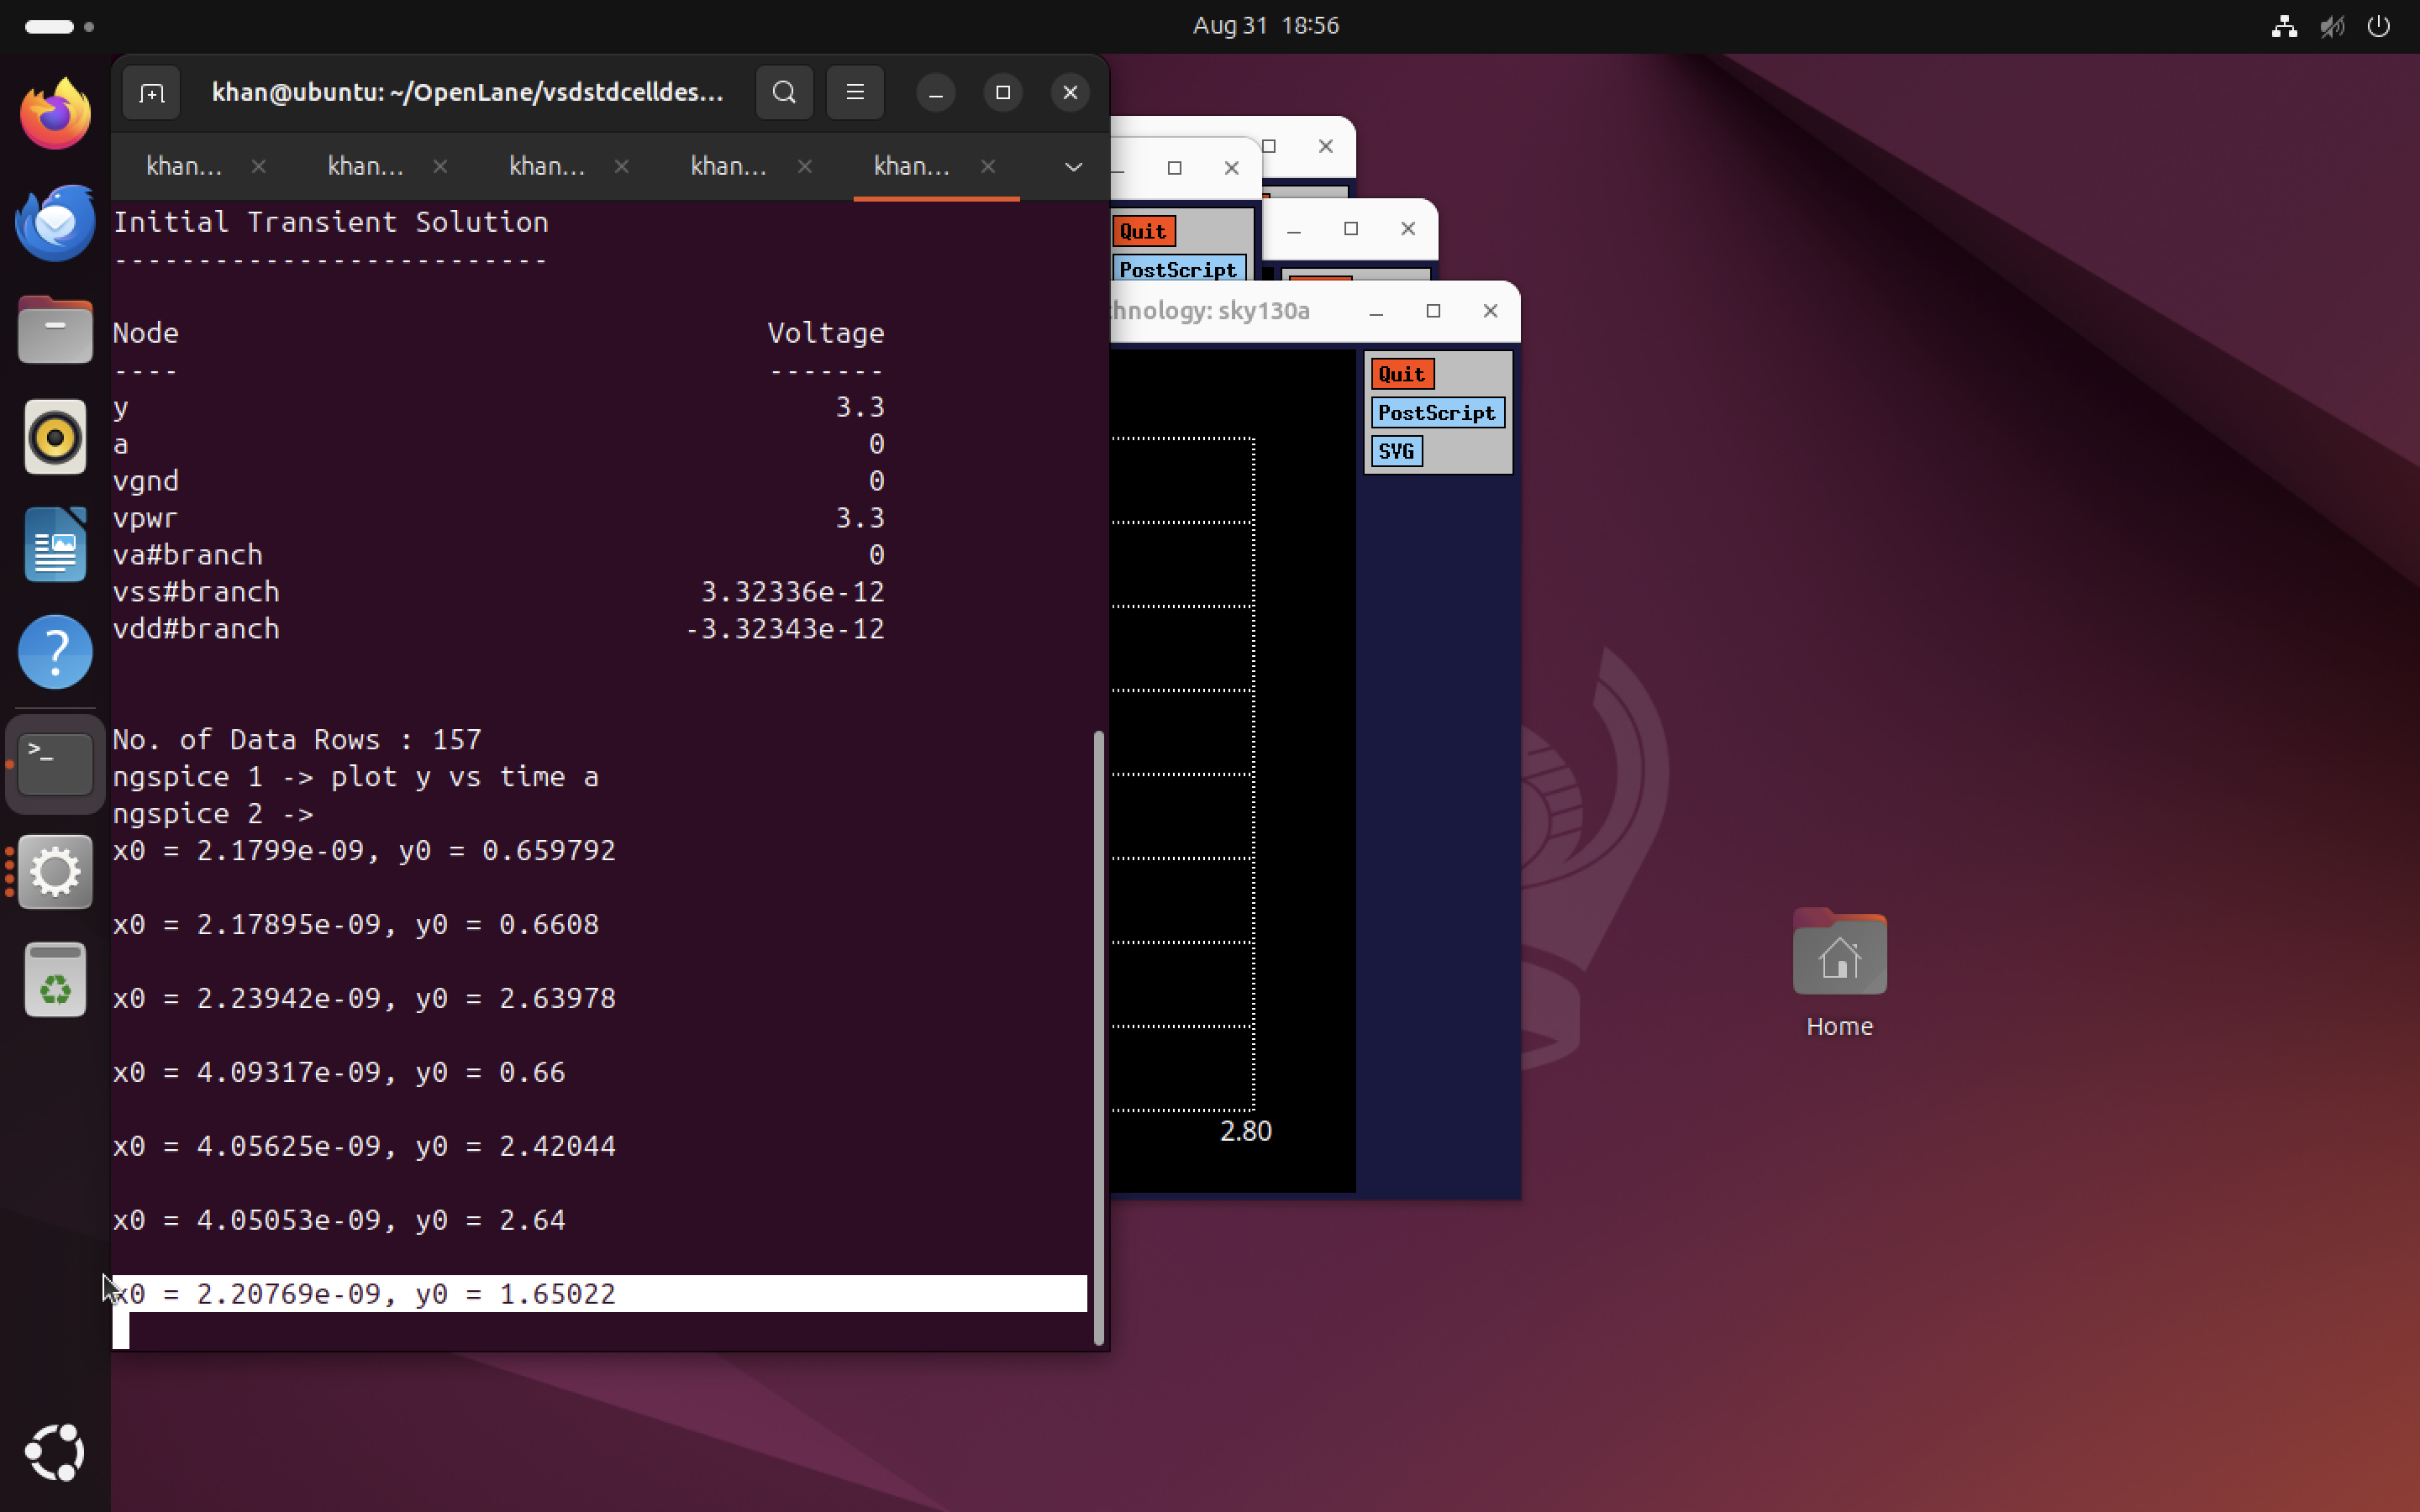 Aug 31 18:56
khan@ubuntu: ~/OpenLane/vsdstdcelldes...
khan...
khan...
khan...
khan...
khan...
Initial Transient Solution
--------------------------
Node Voltage
---- -------
y 3.3
a 0
vgnd 0
vpwr 3.3
va#branch 0
vss#branch 3.32336e-12
vdd#branch -3.32343e-12
No. of Data Rows : 157
ngspice 1 -> plot y vs time a
ngspice 2 ->
x0 = 2.1799e-09, y0 = 0.659792
x0 = 2.17895e-09, y0 = 0.6608
x0 = 2.23942e-09, y0 = 2.63978
x0 = 4.09317e-09, y0 = 0.66
x0 = 4.05625e-09, y0 = 2.42044
x0 = 4.05053e-09, y0 = 2.64
x0 = 2.20769e-09, y0 = 1.65022
Quit
PostScript
hnology: sky130a
Quit
PostScript
SVG
2.80
Home